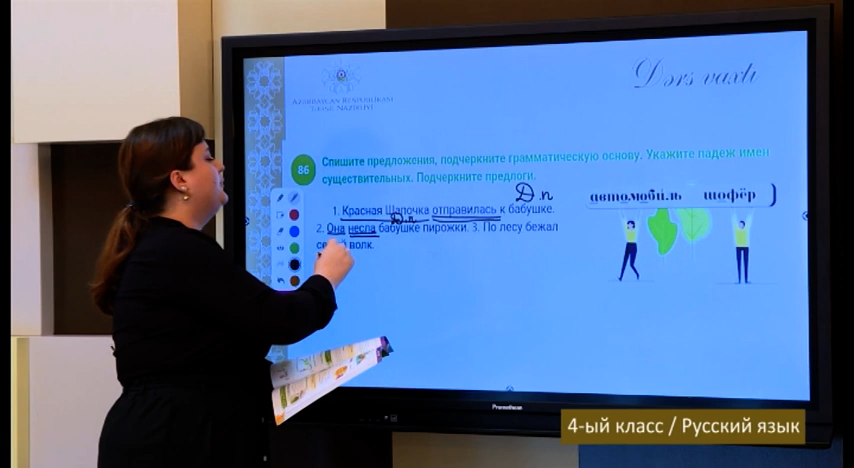 Dərs vaxtı
AZƏRBAYCAN RESPUBLİKASI
TƏHSİL NAZİRLİYİ
86
Спишите предложения, подчеркните грамматическую основу. Укажите падеж имен
существительных. Подчеркните предлоги.
Д.п
автомобиль шофёр
1. Красная Шапочка отправилась к бабушке.
Д.п
2. Она несла бабушке пирожки. 3. По лесу бежал
волк.
Promethean
4-ый класс / Русский язык